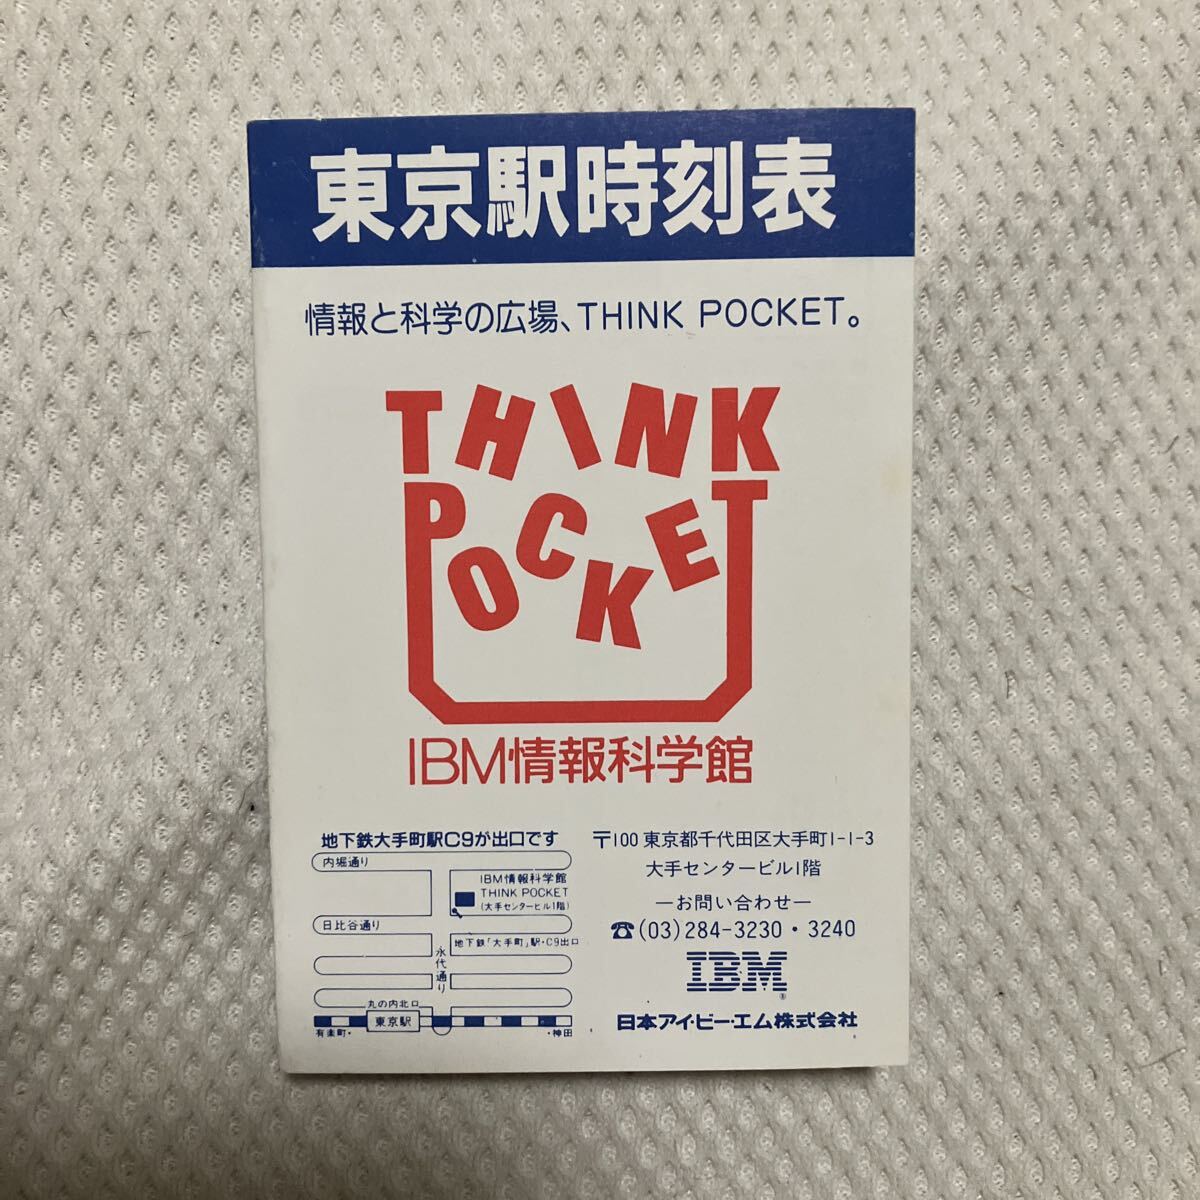 東京駅時刻表
情報と科学の広場、THINK POCKET。
THINK
POCKET
IBM情報科学館
地下鉄大手町駅C9が出口です
内堀通り
IBM情報科学館
THINK POCKET
(大手センタービル1階)
日比谷通り
地下鉄「大手町」駅・C9出口
永代通り
丸の内北口
東京駅
有楽町・
・神田
〒100 東京都千代田区大手町1-1-3
大手センタービル1階
—お問い合わせ—
☎(03)284-3230・3240
IBM®
日本アイ・ビー・エム株式会社